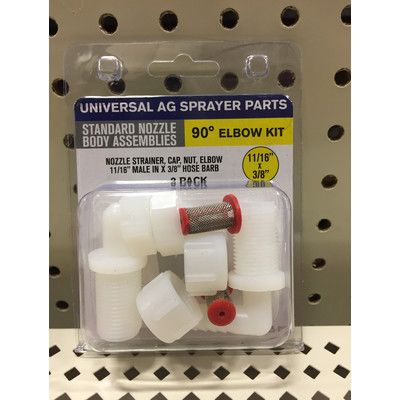 UNIVERSAL AG SPRAYER PARTS
STANDARD NOZZLE
BODY ASSEMBLIES
90° ELBOW KIT
NOZZLE STRAINER, CAP, NUT, ELBOW
11/16" MALE IN X 3/8" HOSE BARB
PACK
11/16"
X
3/8"